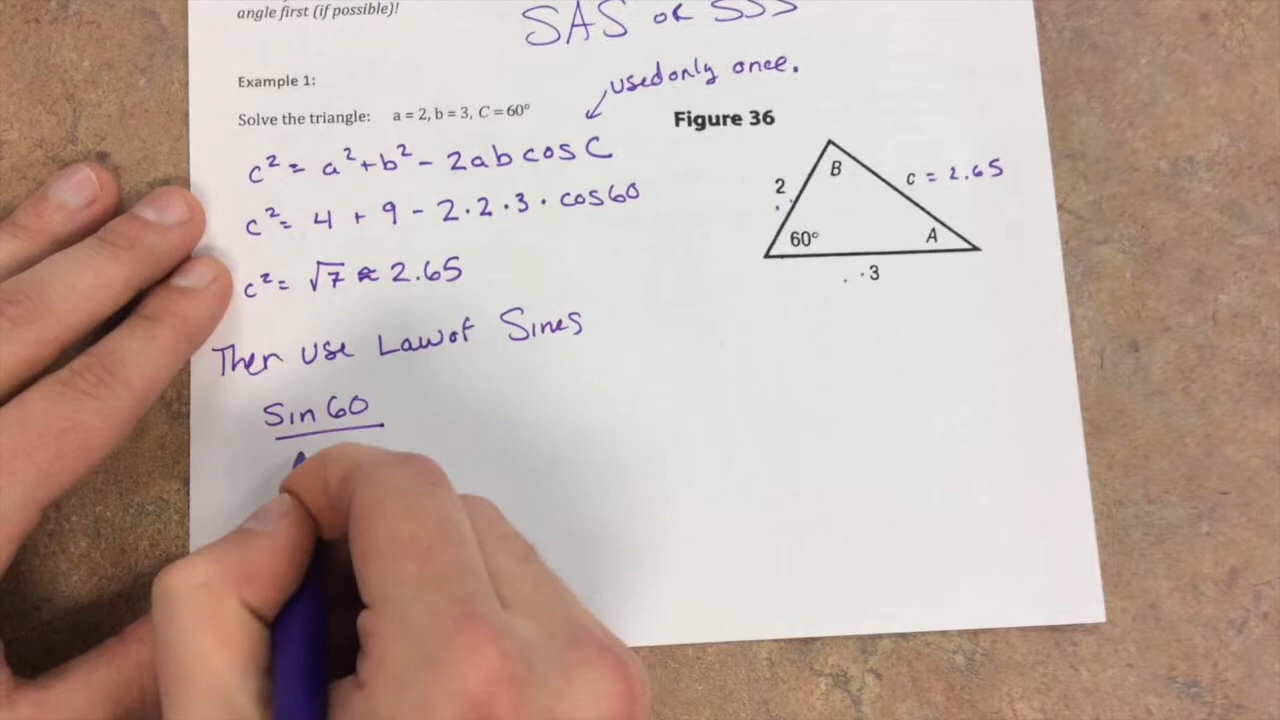 angle first (if possible)!
SAS or SSS
Example 1:
used only once.
Solve the triangle: a = 2, b = 3, C = 60°
Figure 36
c² = a² + b² - 2ab cos C
c² = 4 + 9 - 2·2·3 · cos 60
c² = √7 ≈ 2.65
2
B
c = 2.65
60°
A
3
Then use Law of Sines
Sin 60